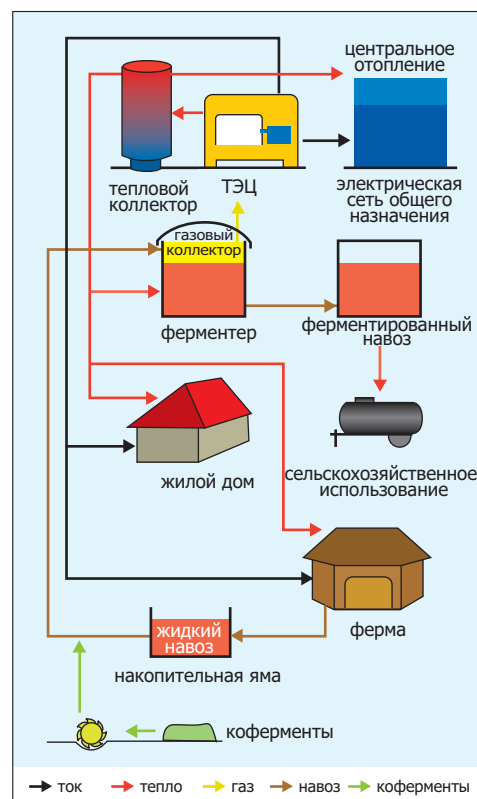 центральное
отопление
тепловой
коллектор
ТЭЦ
электрическая
сеть общего
назначения
газовый
коллектор
ферментер
ферментированный
навоз
жилой дом
сельскохозяйственное
использование
ферма
жидкий
навоз
накопительная яма
коферменты
ток
тепло
газ
навоз
коферменты